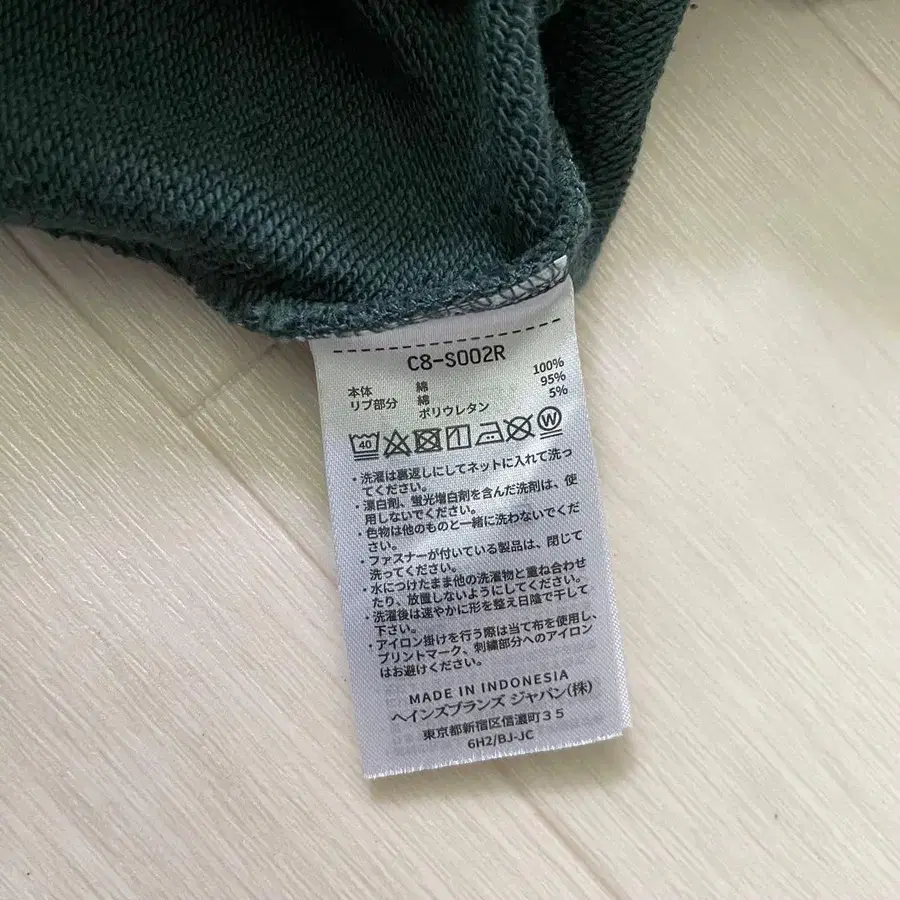 C8-S002R
本体 綿 100%
リブ部分 綿 95%
ポリウレタン 5%
40 W
・洗濯は裏返しにしてネットに入れて洗っ
てください。
・漂白剤、蛍光増白剤を含んだ洗剤は、使
用しないでください。
・色物は他のものと一緒に洗わないでくだ
さい。
・ファスナーが付いている製品は、閉じて
洗ってください。
・水につけたまま他の洗濯物と重ね合わせ
たり、放置しないようにしてください。
・洗濯後は速やかに形を整え日陰で干して
下さい。
・アイロン掛けを行う際は当て布を使用し、
プリントマーク、刺繍部分へのアイロン
はお避けください。
MADE IN INDONESIA
ヘインズブランズ ジャパン(株)
東京都新宿区信濃町35
6H2/BJ-JC